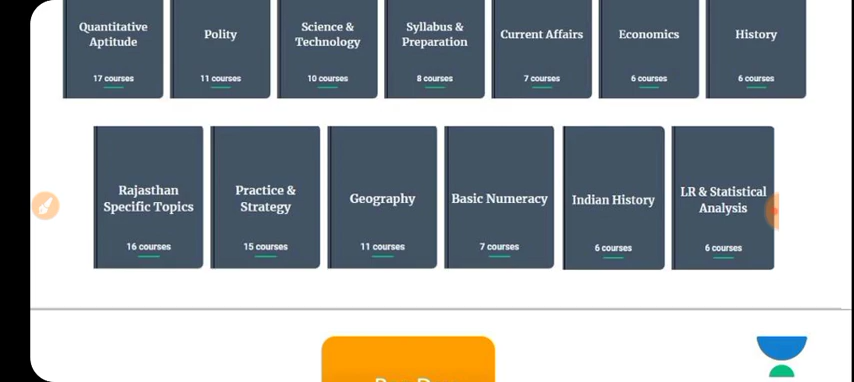 Quantitative
Aptitude
17 courses
Polity
11 courses
Science &
Technology
10 courses
Syllabus &
Preparation
8 courses
Current Affairs
7 courses
Economics
6 courses
History
6 courses
Rajasthan
Specific Topics
16 courses
Practice &
Strategy
15 courses
Geography
11 courses
Basic Numeracy
7 courses
Indian History
6 courses
LR & Statistical
Analysis
6 courses